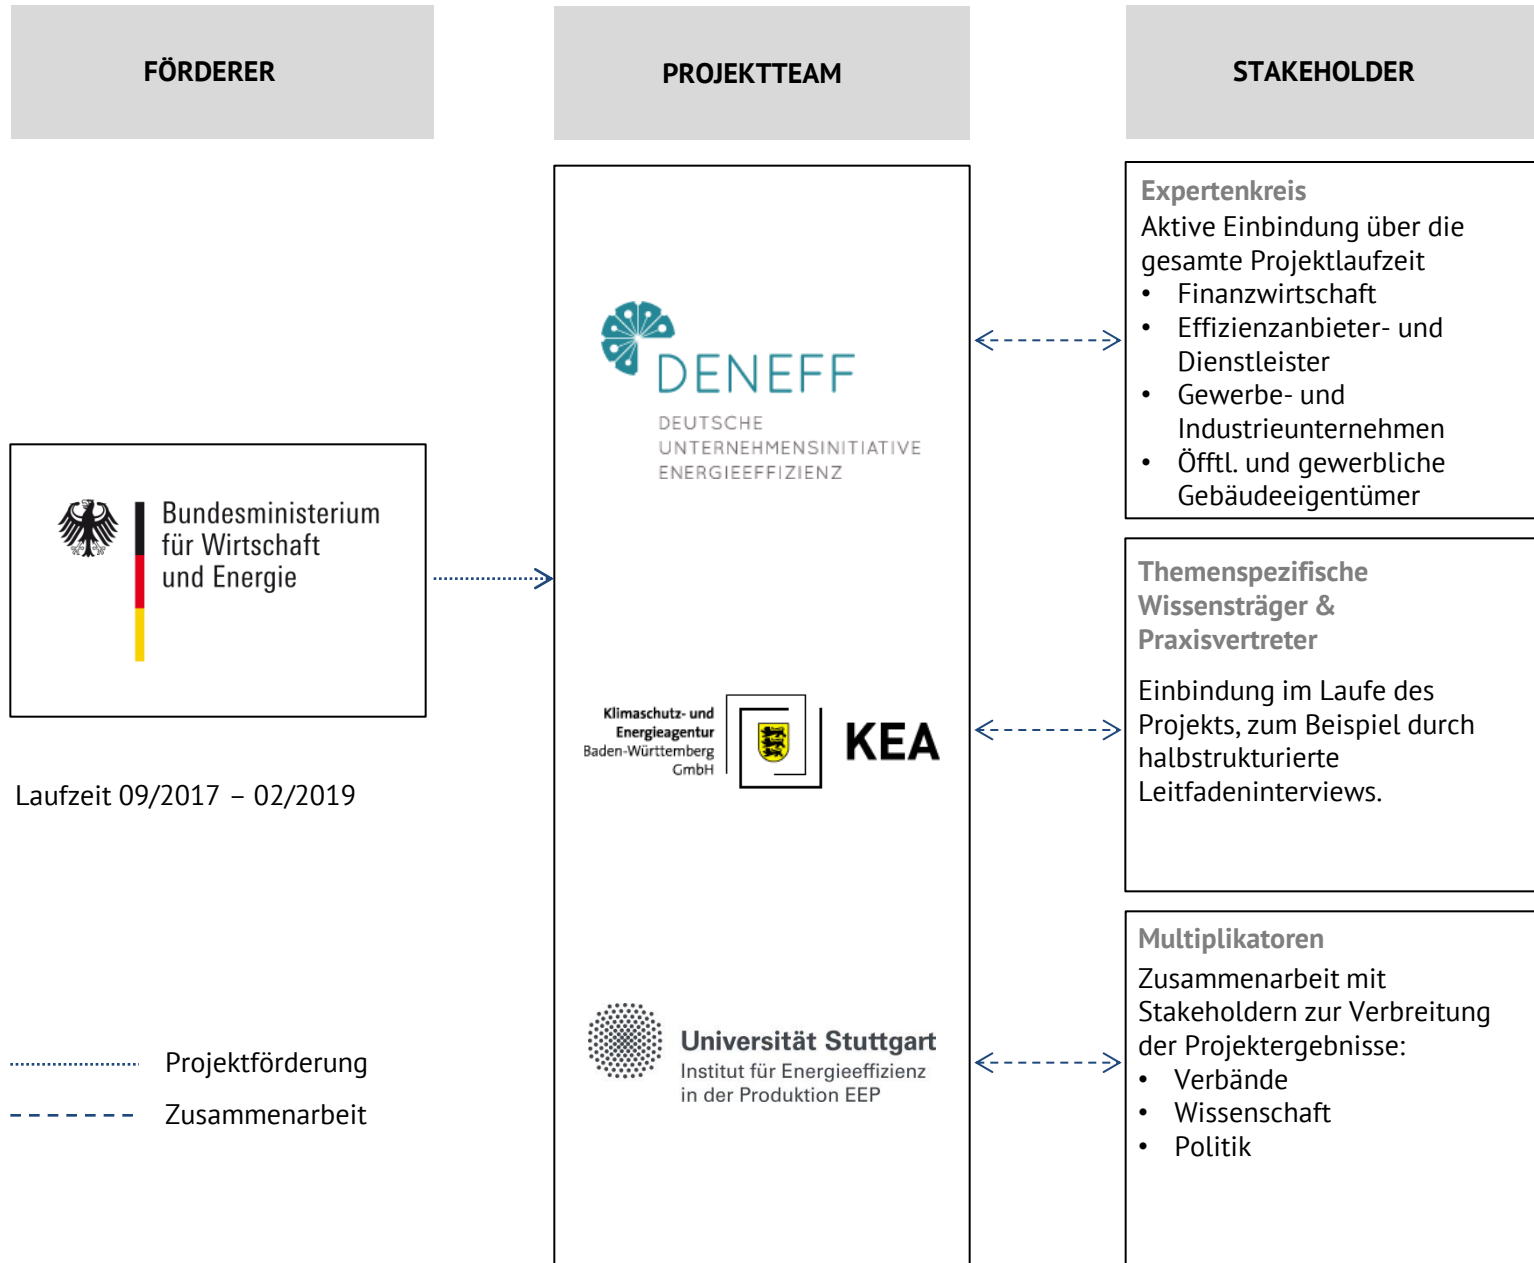 FÖRDERER
Bundesministerium
für Wirtschaft
und Energie
Laufzeit 09/2017 – 02/2019
Projektförderung
Zusammenarbeit
PROJEKTTEAM
DENEFF
DEUTSCHE
UNTERNEHMENSINITIATIVE
ENERGIEEFFIZIENZ
Klimaschutz- und
Energieagentur
Baden-Württemberg
GmbH
KEA
Universität Stuttgart
Institut für Energieeffizienz
in der Produktion EEP
STAKEHOLDER
Expertenkreis
Aktive Einbindung über die
gesamte Projektlaufzeit
• Finanzwirtschaft
• Effizienzanbieter- und
Dienstleister
• Gewerbe- und
Industrieunternehmen
• Öfftl. und gewerbliche
Gebäudeeigentümer
Themenspezifische
Wissensträger &
Praxisvertreter
Einbindung im Laufe des
Projekts, zum Beispiel durch
halbstrukturierte
Leitfadeninterviews.
Multiplikatoren
Zusammenarbeit mit
Stakeholdern zur Verbreitung
der Projektergebnisse:
• Verbände
• Wissenschaft
• Politik